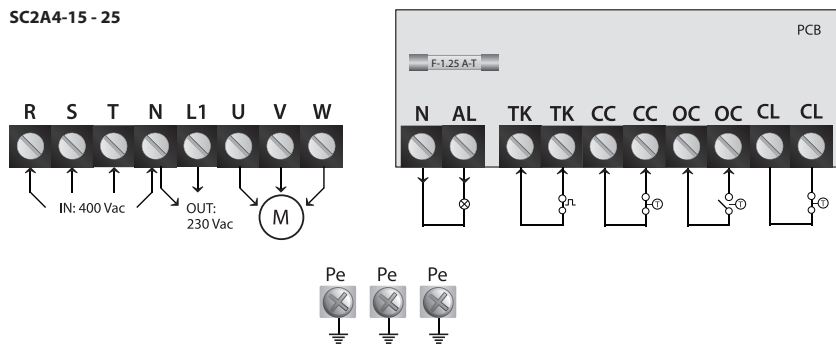 SC2A4-15 - 25
PCB
F-1.25 A-T
R S T N L1 U V W
N AL TK TK CC CC OC OC CL CL
IN: 400 Vac
OUT:
230 Vac
M
T T T
Pe Pe Pe